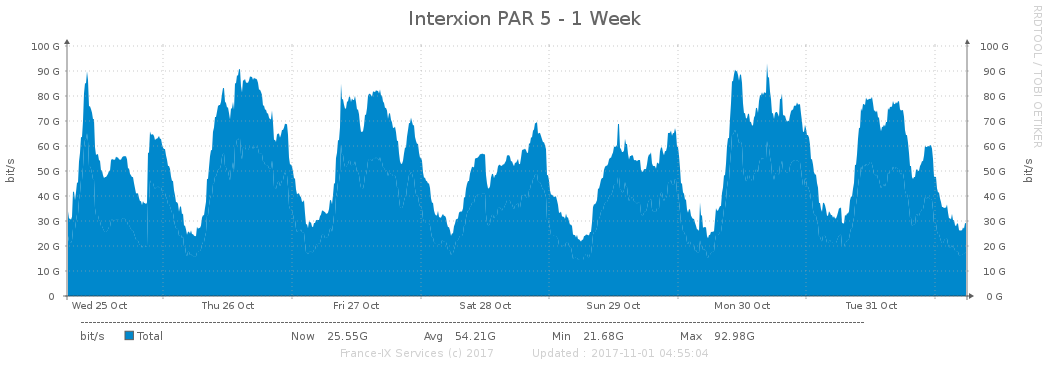 Interxion PAR 5 - 1 Week
RRDTOOL / TOBI OETIKER
bit/s
100 G
90 G
80 G
70 G
60 G
50 G
40 G
30 G
20 G
10 G
0
100 G
90 G
80 G
70 G
60 G
50 G
40 G
30 G
20 G
10 G
0 G
bit/s
Wed 25 Oct Thu 26 Oct Fri 27 Oct Sat 28 Oct Sun 29 Oct Mon 30 Oct Tue 31 Oct
bit/s Total Now 25.55G Avg 54.21G Min 21.68G Max 92.98G
France-IX Services (c) 2017 Updated : 2017-11-01 04:55:04